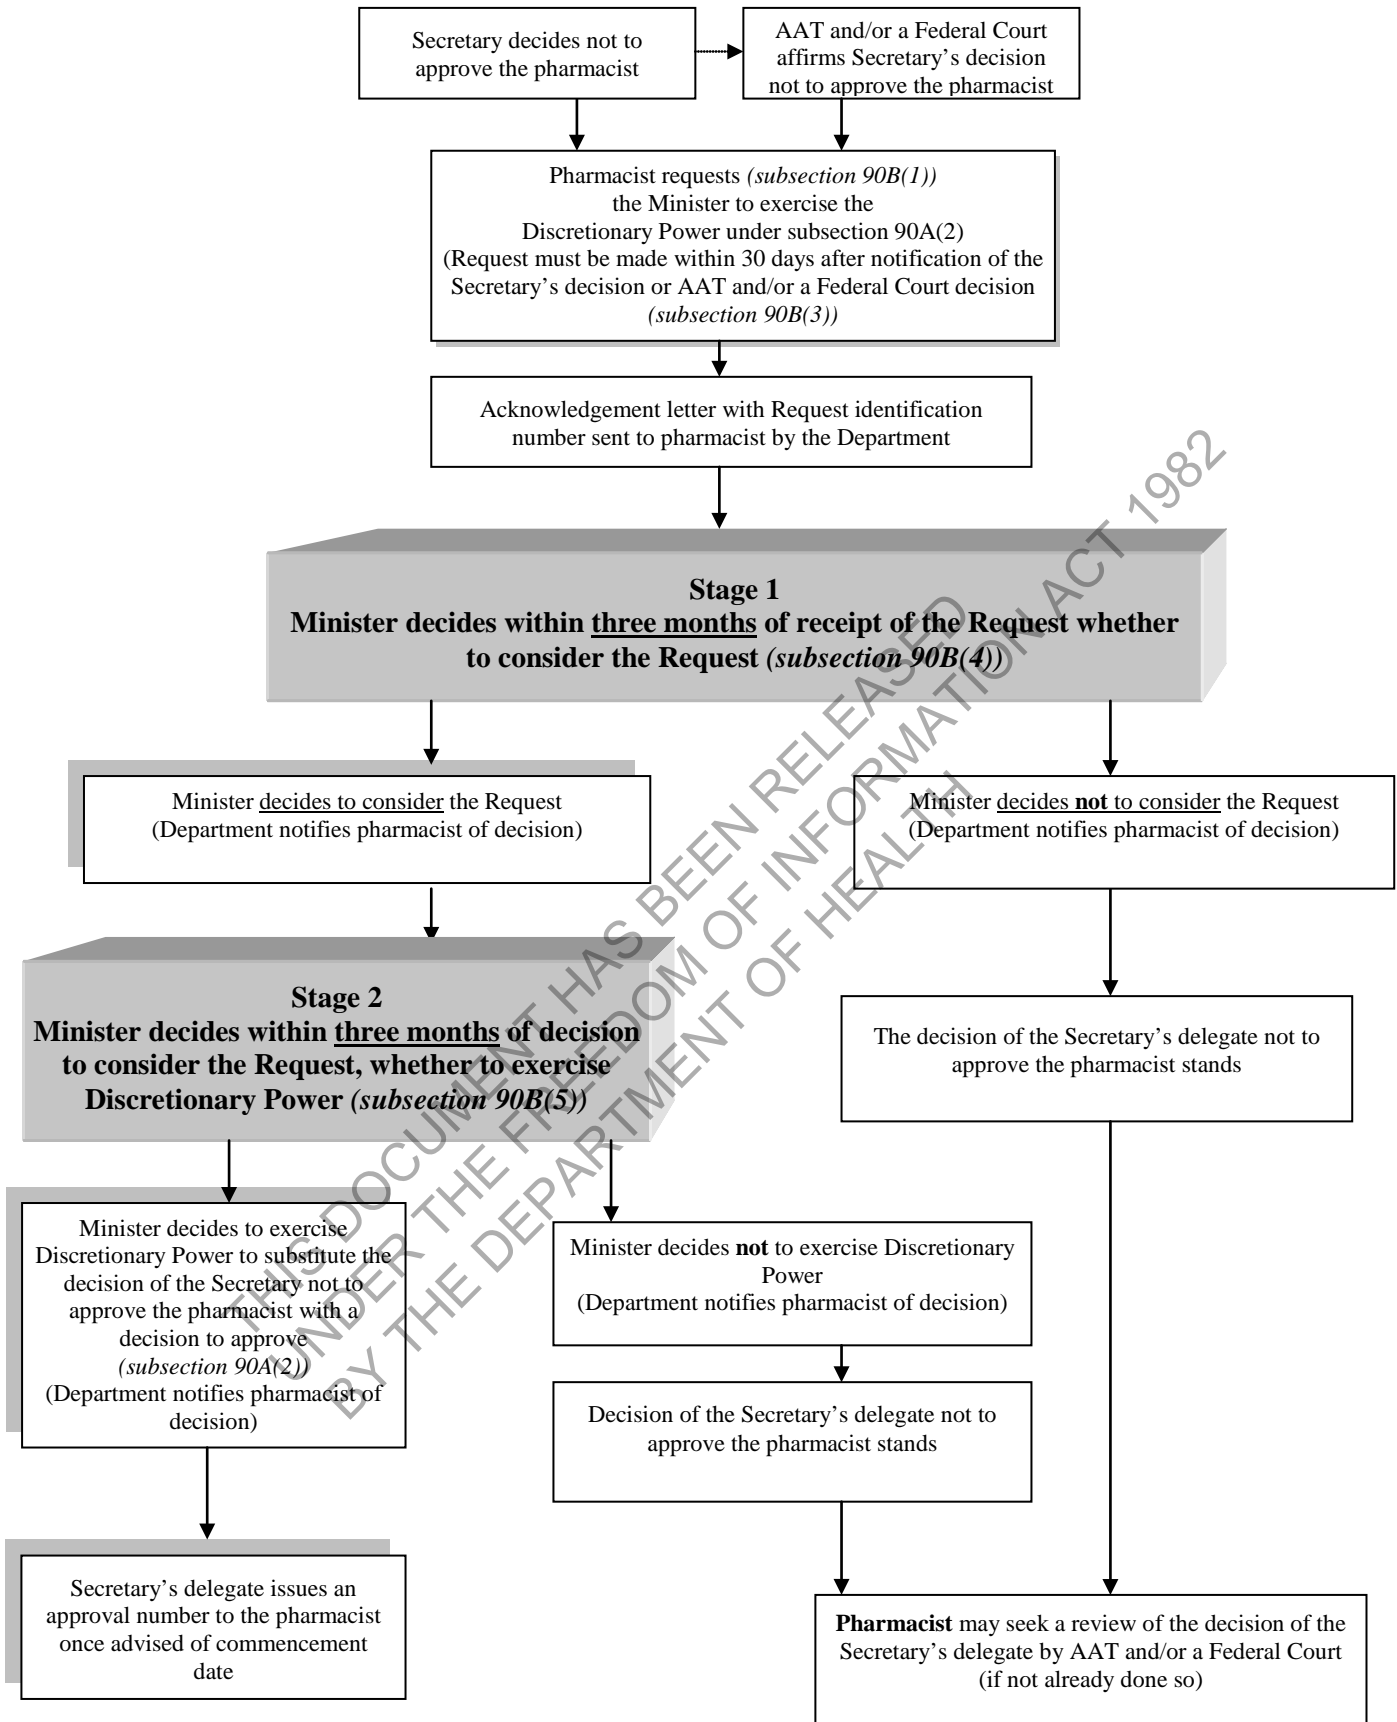 Secretary decides not to
approve the pharmacist
AAT and/or a Federal Court
affirms Secretary’s decision
not to approve the pharmacist
Pharmacist requests (subsection 90B(1))
the Minister to exercise the
Discretionary Power under subsection 90A(2)
(Request must be made within 30 days after notification of the
Secretary’s decision or AAT and/or a Federal Court decision
(subsection 90B(3))
Acknowledgement letter with Request identification
number sent to pharmacist by the Department
Stage 1
Minister decides within three months of receipt of the Request whether
to consider the Request (subsection 90B(4))
Minister decides to consider the Request
(Department notifies pharmacist of decision)
Minister decides not to consider the Request
(Department notifies pharmacist of decision)
Stage 2
Minister decides within three months of decision
to consider the Request, whether to exercise
Discretionary Power (subsection 90B(5))
The decision of the Secretary’s delegate not to
approve the pharmacist stands
Minister decides to exercise
Discretionary Power to substitute the
decision of the Secretary not to
approve the pharmacist with a
decision to approve
(subsection 90A(2))
(Department notifies pharmacist of
decision)
Minister decides not to exercise Discretionary
Power
(Department notifies pharmacist of decision)
Decision of the Secretary’s delegate not to
approve the pharmacist stands
Secretary’s delegate issues an
approval number to the pharmacist
once advised of commencement
date
Pharmacist may seek a review of the decision of the
Secretary’s delegate by AAT and/or a Federal Court
(if not already done so)
THIS DOCUMENT HAS BEEN RELEASED
UNDER THE FREEDOM OF INFORMATION ACT 1982
BY THE DEPARTMENT OF HEALTH